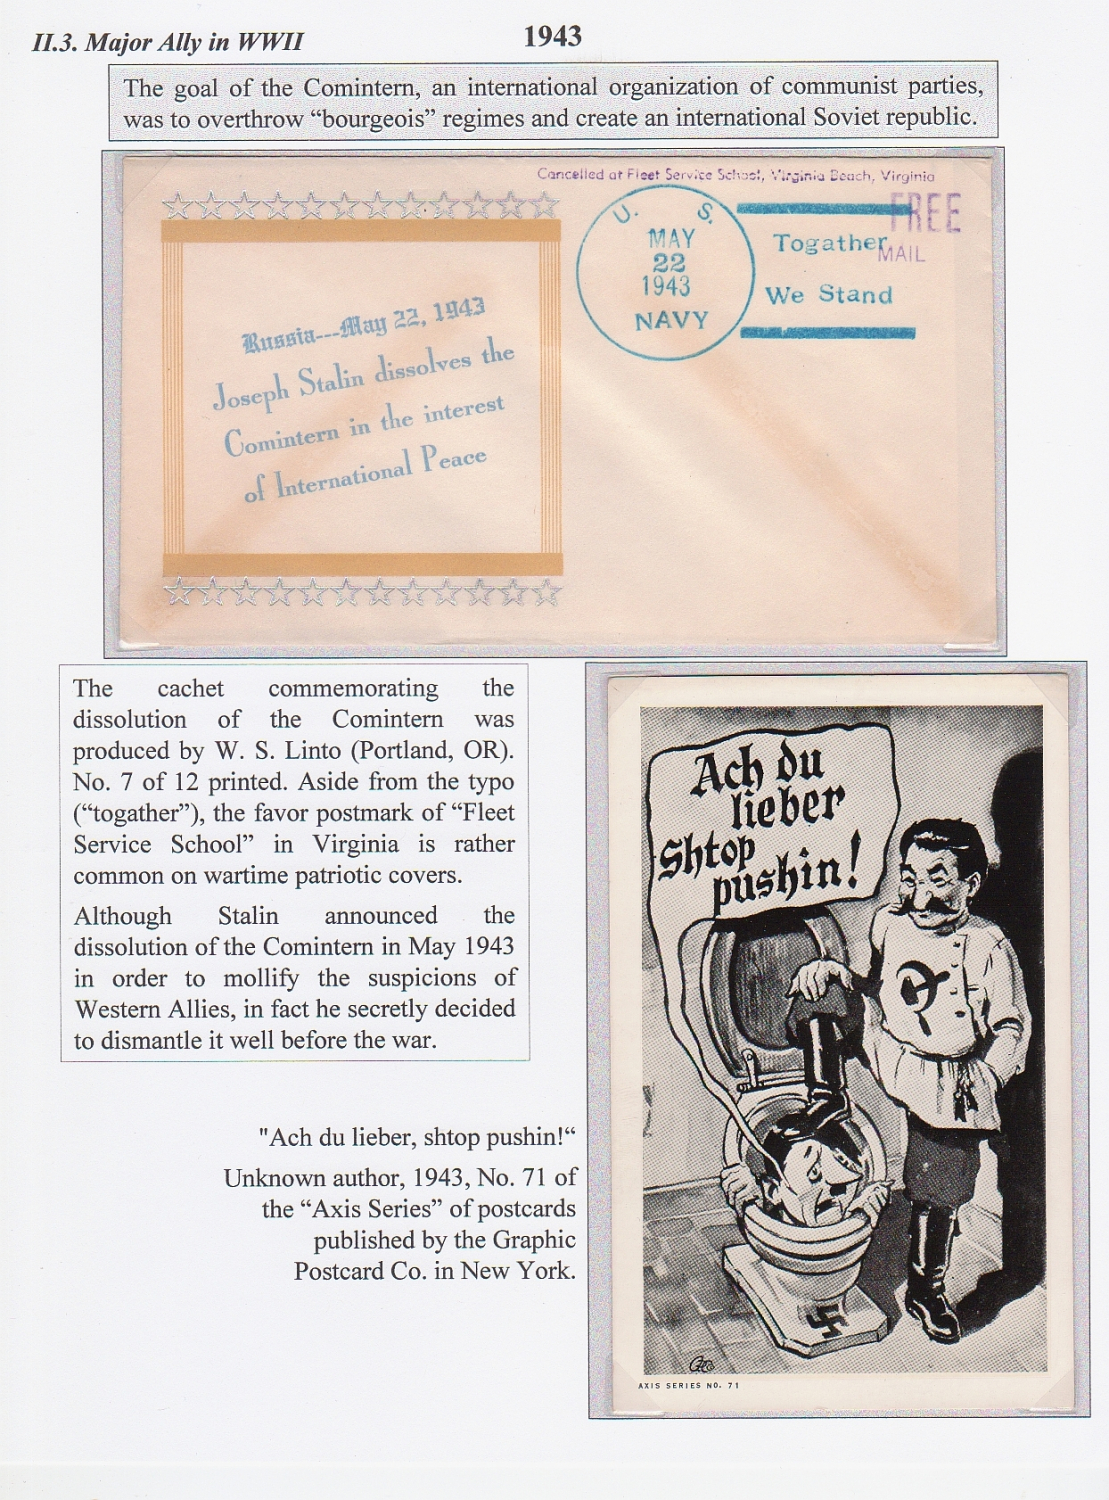 II.3. Major Ally in WWII
1943
The goal of the Comintern, an international organization of communist parties,
was to overthrow “bourgeois” regimes and create an international Soviet republic.
Cancelled at Fleet Service School, Virginia Beach, Virginia
FREE
MAIL
U. S.
MAY
22
1943
NAVY
Togather
We Stand
Russia---May 22, 1943
Joseph Stalin dissolves the
Comintern in the interest
of International Peace
The cachet commemorating the
dissolution of the Comintern was
produced by W. S. Linto (Portland, OR).
No. 7 of 12 printed. Aside from the typo
(“togather”), the favor postmark of “Fleet
Service School” in Virginia is rather
common on wartime patriotic covers.
Although Stalin announced the
dissolution of the Comintern in May 1943
in order to mollify the suspicions of
Western Allies, in fact he secretly decided
to dismantle it well before the war.
Ach du
lieber
shtop
pushin!
AXIS SERIES NO. 71
"Ach du lieber, shtop pushin!“
Unknown author, 1943, No. 71 of
the “Axis Series” of postcards
published by the Graphic
Postcard Co. in New York.